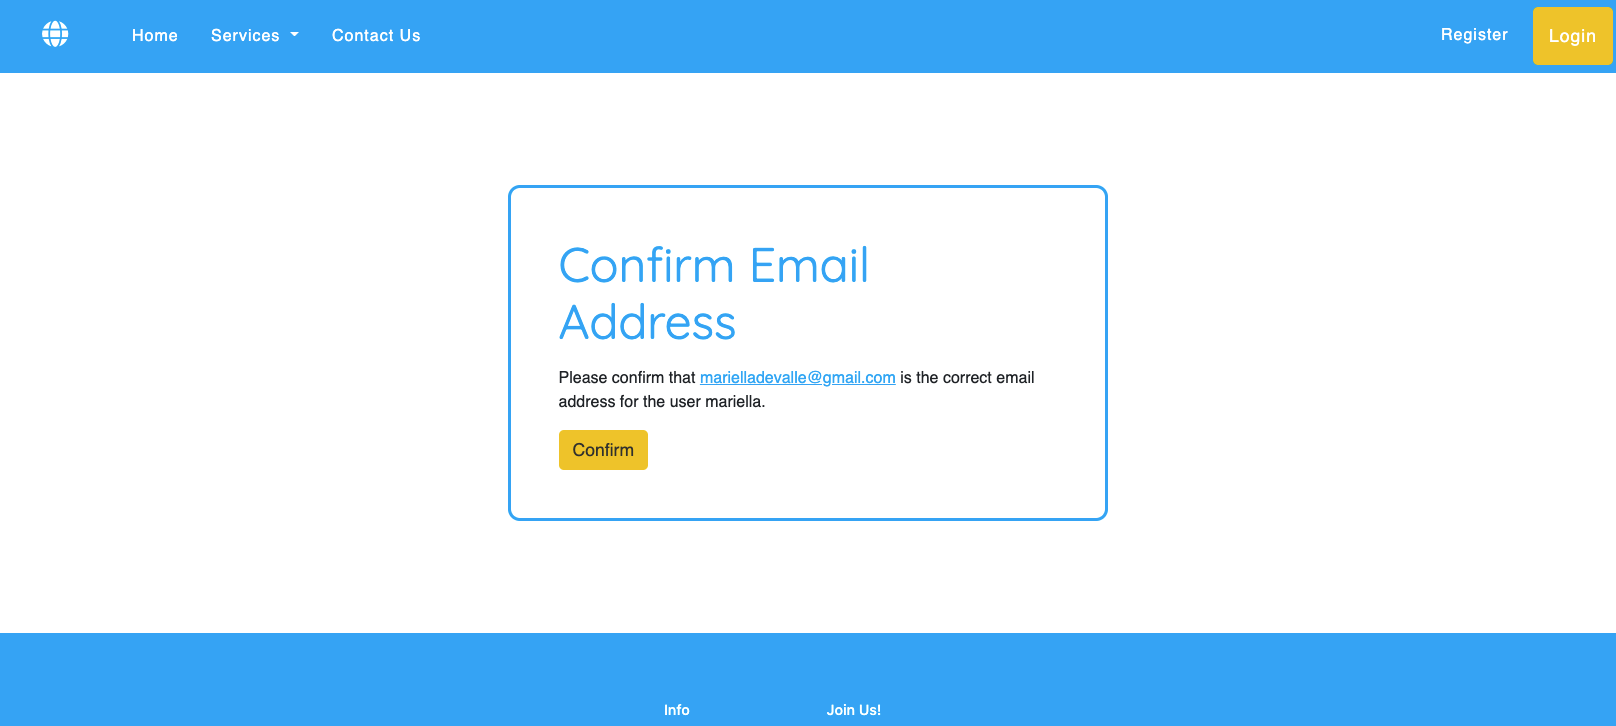 Home Services Contact Us Register Login
Confirm Email
Address
Please confirm that marielladevalle@gmail.com is the correct email
address for the user mariella.
Confirm
Info Join Us!